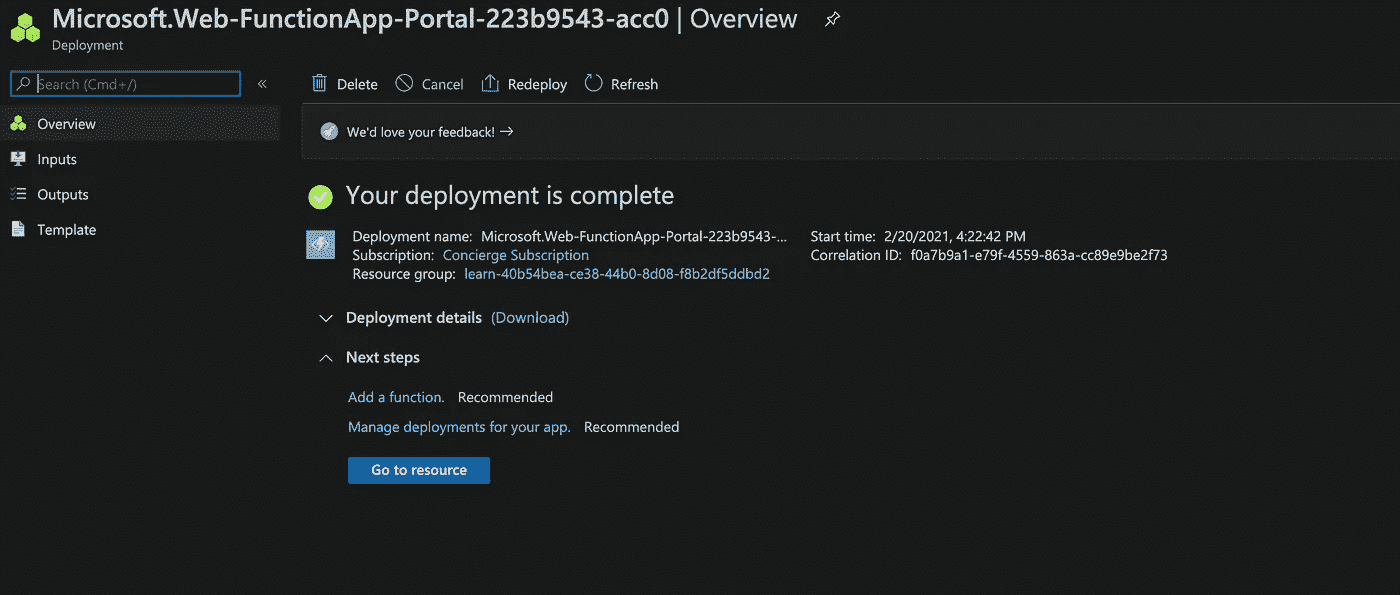 Microsoft.Web-FunctionApp-Portal-223b9543-acc0 | Overview
Deployment
Search (Cmd+/)
«
Delete Cancel Redeploy Refresh
Overview
Inputs
Outputs
Template
We'd love your feedback! →
Your deployment is complete
Deployment name: Microsoft.Web-FunctionApp-Portal-223b9543-... Start time: 2/20/2021, 4:22:42 PM
Subscription: Concierge Subscription Correlation ID: f0a7b9a1-e79f-4559-863a-cc89e9be2f73
Resource group: learn-40b54bea-ce38-44b0-8d08-f8b2df5ddbd2
Deployment details (Download)
Next steps
Add a function. Recommended
Manage deployments for your app. Recommended
Go to resource